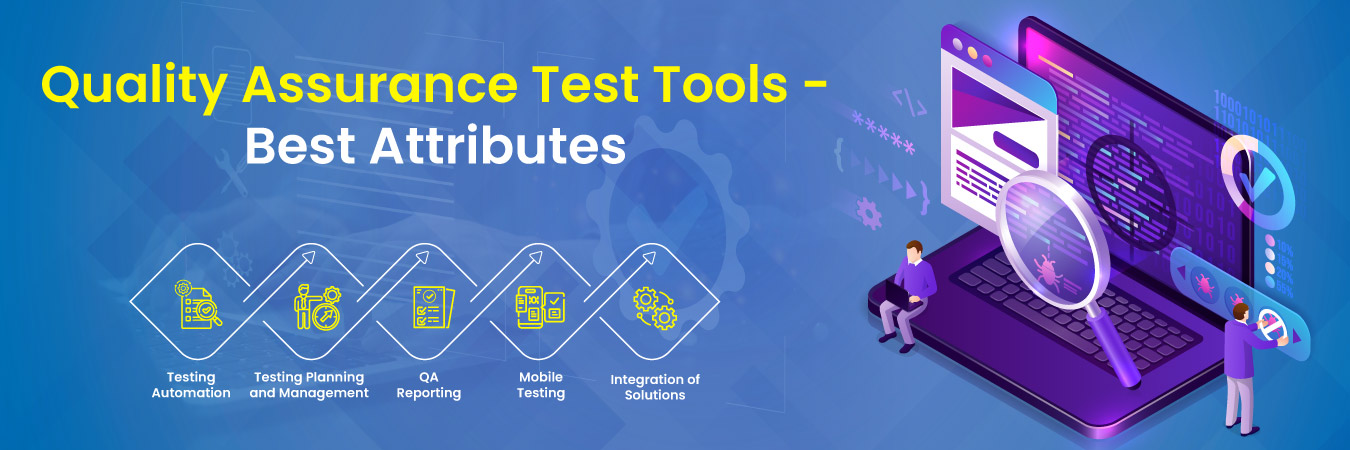 Quality Assurance Test Tools -
Best Attributes
Testing
Automation
Testing Planning
and Management
QA
Reporting
Mobile
Testing
Integration of
Solutions